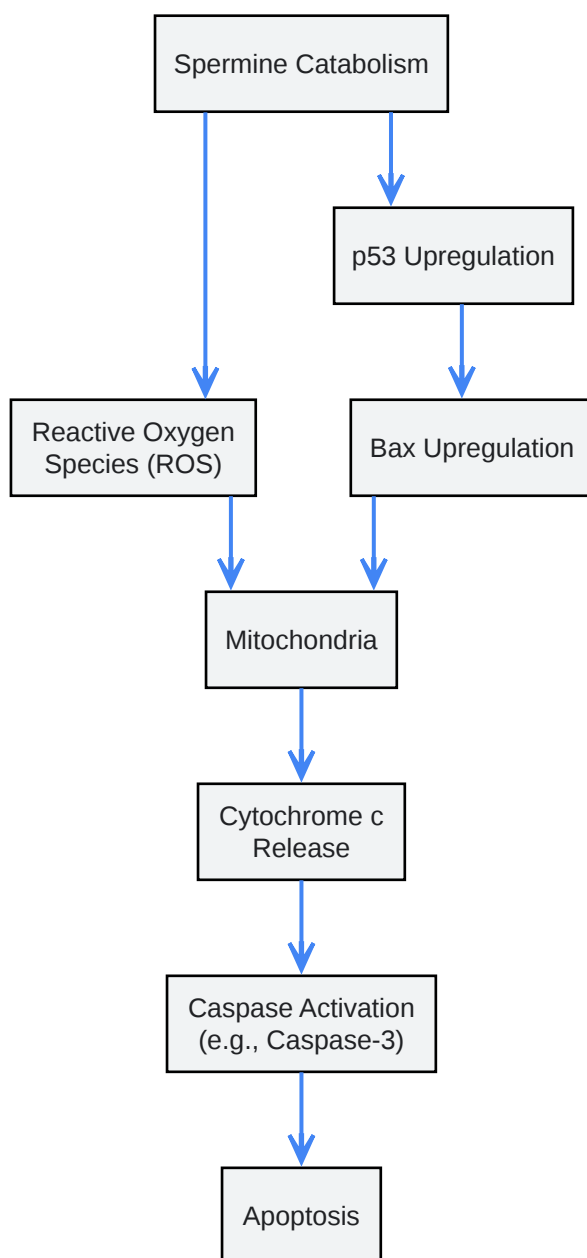 Spermine Catabolism
p53 Upregulation
Reactive Oxygen
Species (ROS)
Bax Upregulation
Mitochondria
Cytochrome c
Release
Caspase Activation
(e.g., Caspase-3)
Apoptosis